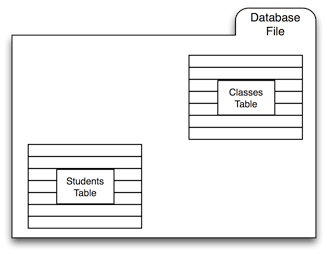 Database
File
Classes
Table
Students
Table